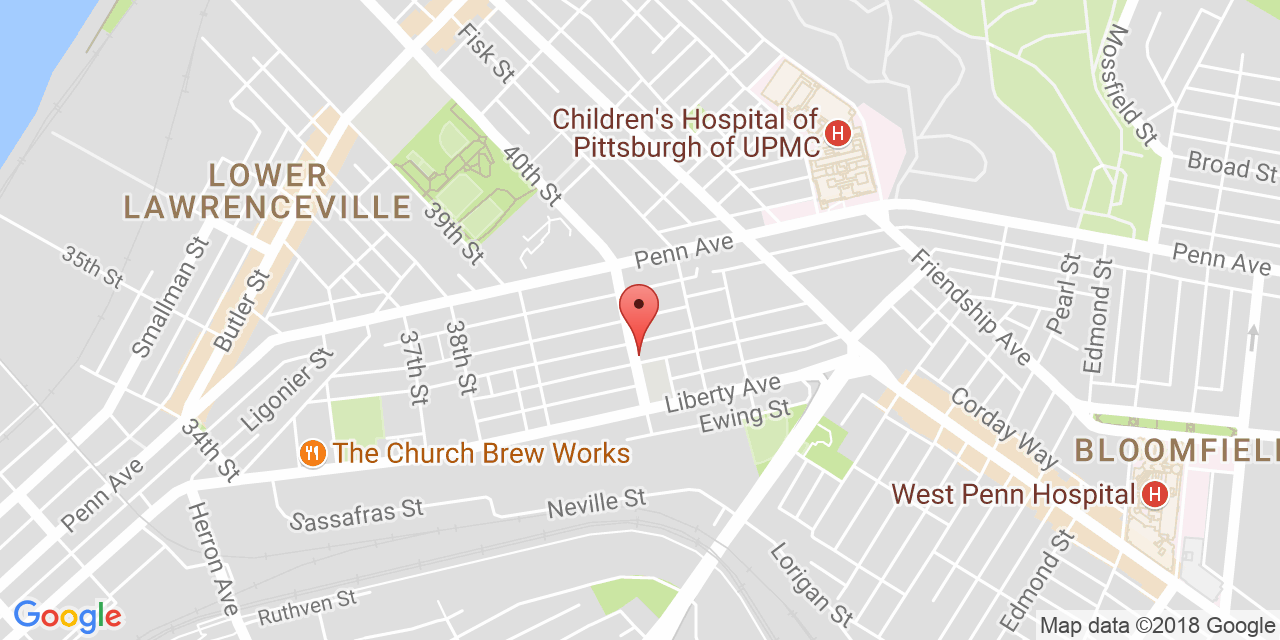 Fisk St
Mossfield St
Children's Hospital of
Pittsburgh of UPMC
H
Broad St
40th St
LOWER
LAWRENCEVILLE
39th St
Penn Ave
35th St
Smallman St
Butler St
Friendship Ave
Pearl St
Edmond St
Penn Ave
37th St
38th St
Ligonier St
Liberty Ave
Ewing St
Corday Way
34th St
The Church Brew Works
BLOOMFIEL
West Penn Hospital
H
Penn Ave
Herron Ave
Sassafras St
Neville St
Lorigan St
Edmond St
Ruthven St
Google
Map data ©2018 Google